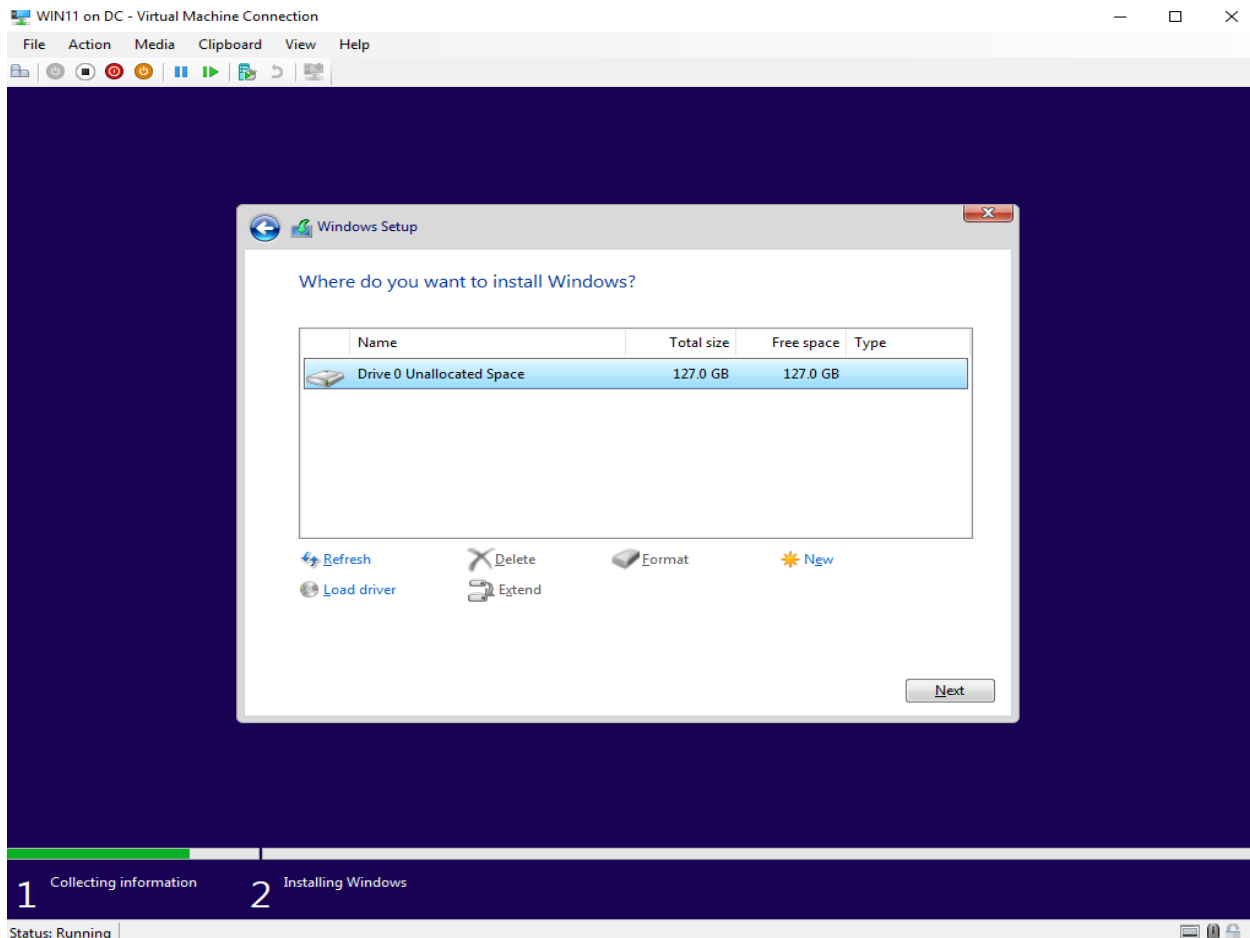 WIN11 on DC - Virtual Machine Connection
File Action Media Clipboard View Help
Windows Setup
Where do you want to install Windows?
Name Total size Free space Type
Drive 0 Unallocated Space 127.0 GB 127.0 GB
Refresh Delete Format New
Load driver Extend
Next
1 Collecting information 2 Installing Windows
Status: Running